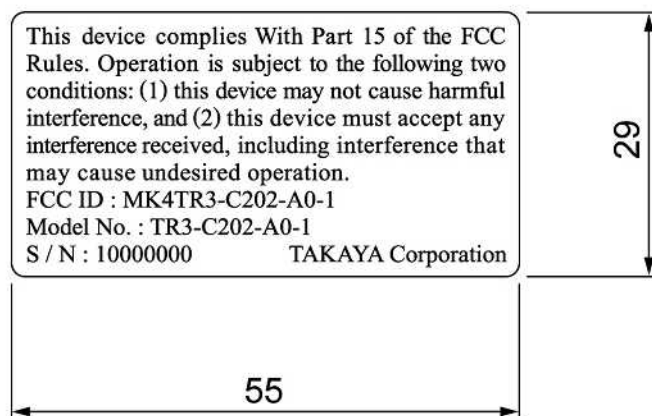 This device complies With Part 15 of the FCC
Rules. Operation is subject to the following two
conditions: (1) this device may not cause harmful
interference, and (2) this device must accept any
interference received, including interference that
may cause undesired operation.
FCC ID : MK4TR3-C202-A0-1
Model No. : TR3-C202-A0-1
S / N : 10000000 TAKAYA Corporation
29
55